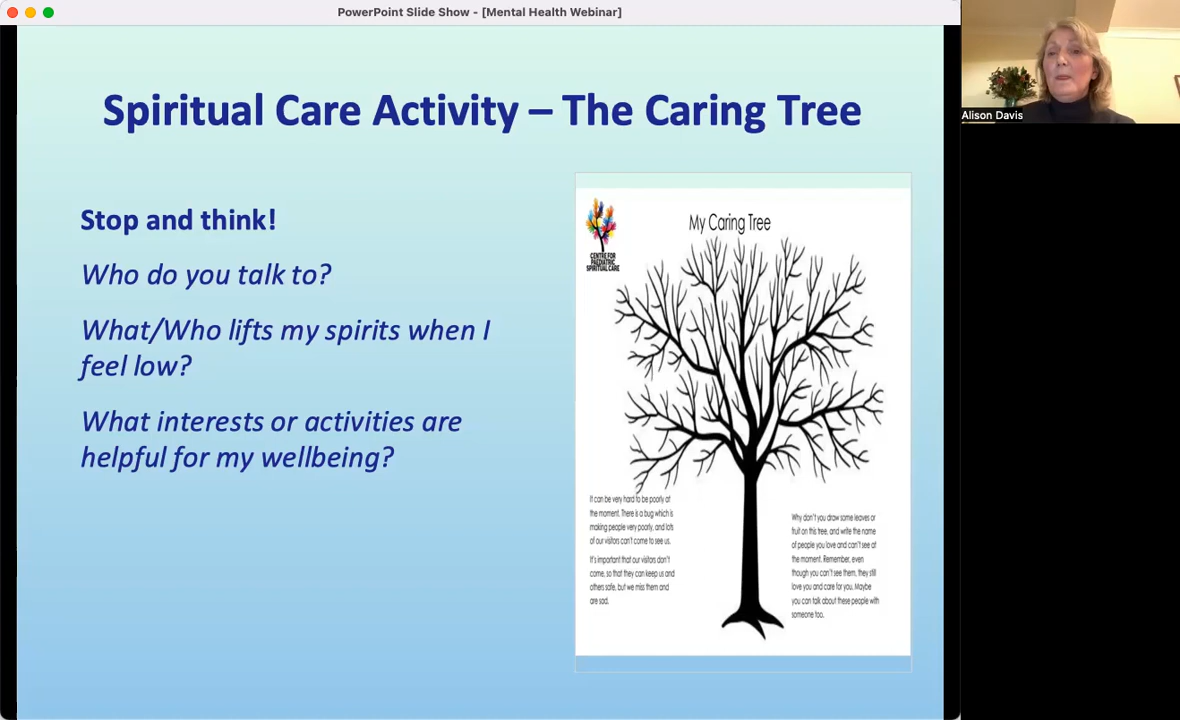 PowerPoint Slide Show - [Mental Health Webinar]
Alison Davis
Spiritual Care Activity – The Caring Tree
Stop and think!
Who do you talk to?
What/Who lifts my spirits when I
feel low?
What interests or activities are
helpful for my wellbeing?
My Caring Tree
CENTRE FOR
PAEDIATRIC
SPIRITUAL CARE
It can be very hard to be poorly at
the moment. There is a bug which is
making people very poorly, and lots
of our visitors can't come to see us.
It's important that our visitors don't
come, so that they can keep us and
others safe, but we miss them and
are sad.
Why don't you draw some leaves or
fruit on this tree, and write the name
of people you love and can't see at
the moment. Remember, even
though you can't see them, they still
love you and care for you. Maybe
you can talk about these people with
someone too.